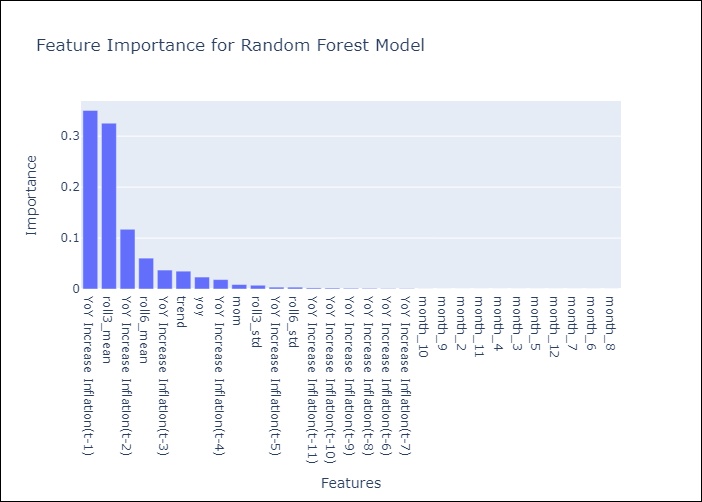 Feature Importance for Random Forest Model
Importance
0.3
0.2
0.1
0
YoY Increase Inflation(t-1)
roll3_mean
YoY Increase Inflation(t-2)
roll6_mean
YoY Increase Inflation(t-3)
trend
yoy
YoY Increase Inflation(t-4)
mom
roll3_std
YoY Increase Inflation(t-5)
roll6_std
YoY Increase Inflation(t-11)
YoY Increase Inflation(t-10)
YoY Increase Inflation(t-9)
YoY Increase Inflation(t-8)
YoY Increase Inflation(t-6)
YoY Increase Inflation(t-7)
month_10
month_9
month_2
month_11
month_4
month_3
month_5
month_12
month_7
month_6
month_8
Features